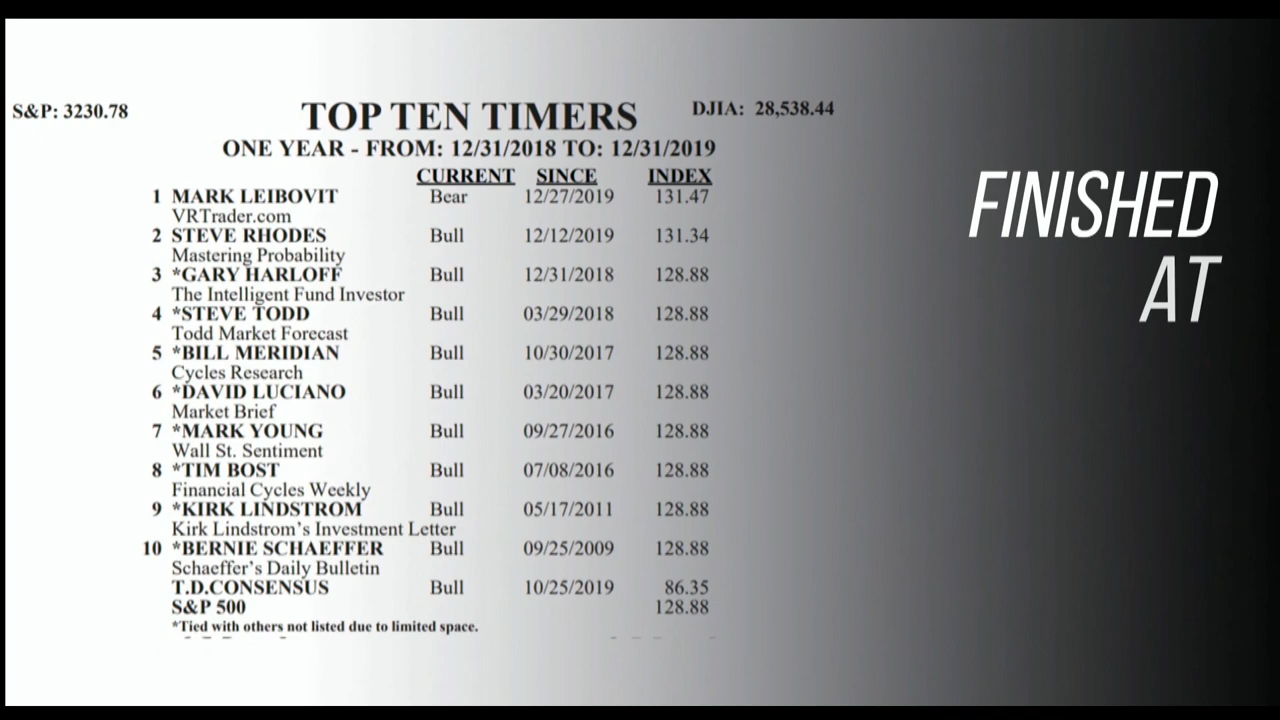 S&P: 3230.78 TOP TEN TIMERS DJIA: 28,538.44
ONE YEAR - FROM: 12/31/2018 TO: 12/31/2019
CURRENT SINCE INDEX
1 MARK LEIBOVIT Bear 12/27/2019 131.47
VRTrader.com
2 STEVE RHODES Bull 12/12/2019 131.34
Mastering Probability
3 *GARY HARLOFF Bull 12/31/2018 128.88
The Intelligent Fund Investor
4 *STEVE TODD Bull 03/29/2018 128.88
Todd Market Forecast
5 *BILL MERIDIAN Bull 10/30/2017 128.88
Cycles Research
6 *DAVID LUCIANO Bull 03/20/2017 128.88
Market Brief
7 *MARK YOUNG Bull 09/27/2016 128.88
Wall St. Sentiment
8 *TIM BOST Bull 07/08/2016 128.88
Financial Cycles Weekly
9 *KIRK LINDSTROM Bull 05/17/2011 128.88
Kirk Lindstrom's Investment Letter
10 *BERNIE SCHAEFFER Bull 09/25/2009 128.88
Schaeffer's Daily Bulletin
T.D.CONSENSUS Bull 10/25/2019 86.35
S&P 500 128.88
*Tied with others not listed due to limited space.
FINISHED
AT